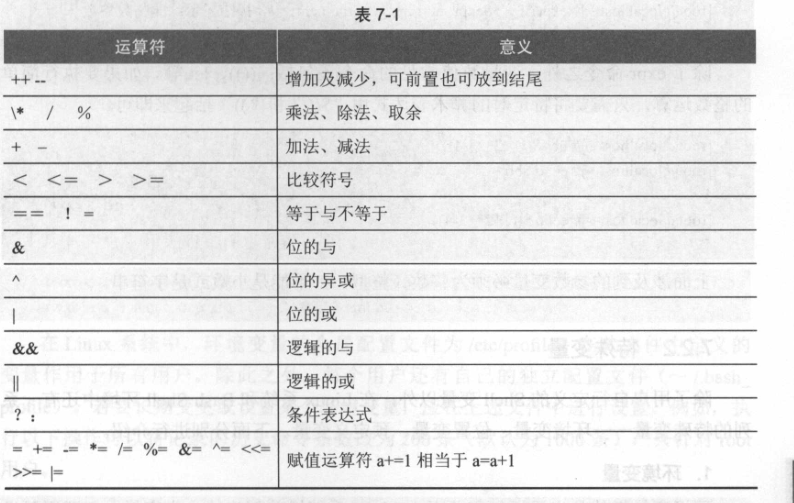 表 7-1
运算符 意义
++ -- 增加及减少，可前置也可放到结尾
\* / % 乘法、除法、取余
+ - 加法、减法
< <= > >= 比较符号
== ! = 等于与不等于
& 位的与
^ 位的异或
| 位的或
&& 逻辑的与
|| 逻辑的或
? : 条件表达式
= += -= *= /= %= &= ^= <<=
>>= |= 赋值运算符 a+=1 相当于 a=a+1